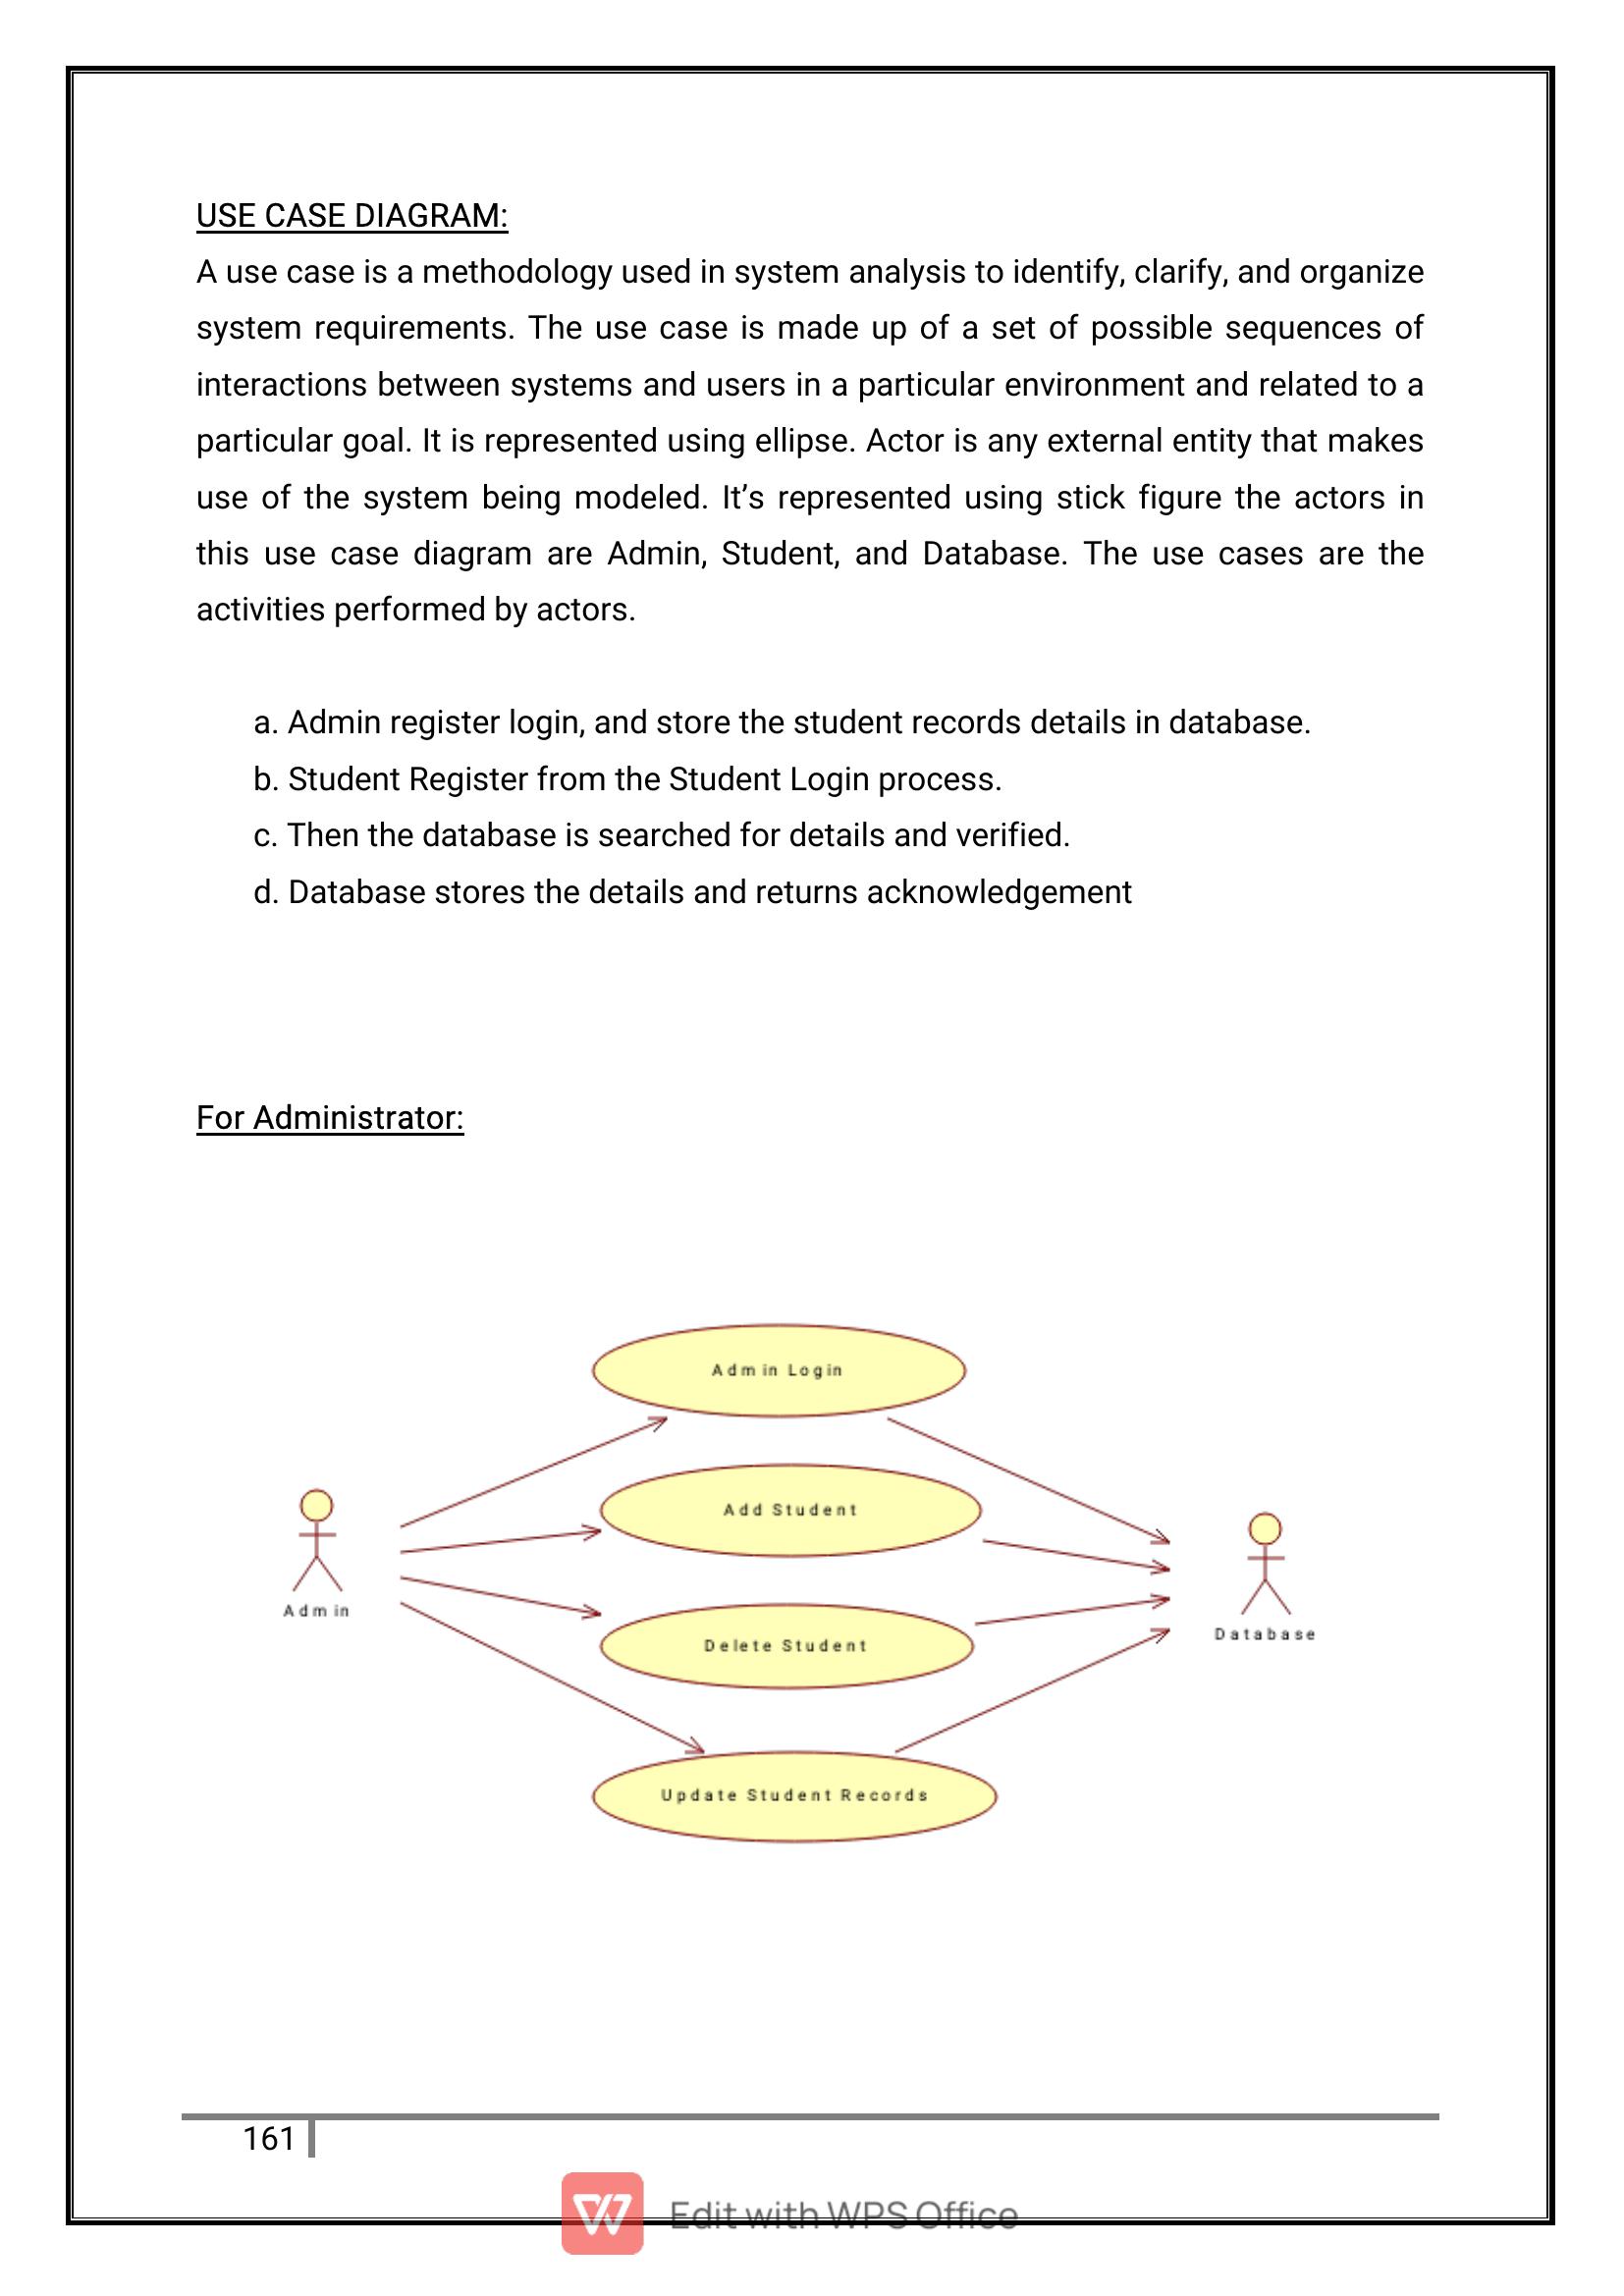 USE CASE DIAGRAM:
A use case is a methodology used in system analysis to identify, clarify, and organize
system requirements. The use case is made up of a set of possible sequences of
interactions between systems and users in a particular environment and related to a
particular goal. It is represented using ellipse. Actor is any external entity that makes
use of the system being modeled. It’s represented using stick figure the actors in
this use case diagram are Admin, Student, and Database. The use cases are the
activities performed by actors.
a. Admin register login, and store the student records details in database.
b. Student Register from the Student Login process.
c. Then the database is searched for details and verified.
d. Database stores the details and returns acknowledgement
For Administrator:
Admin Login
Add Student
Admin
Database
Delete Student
Update Student Records
161
Edit with WPS Office